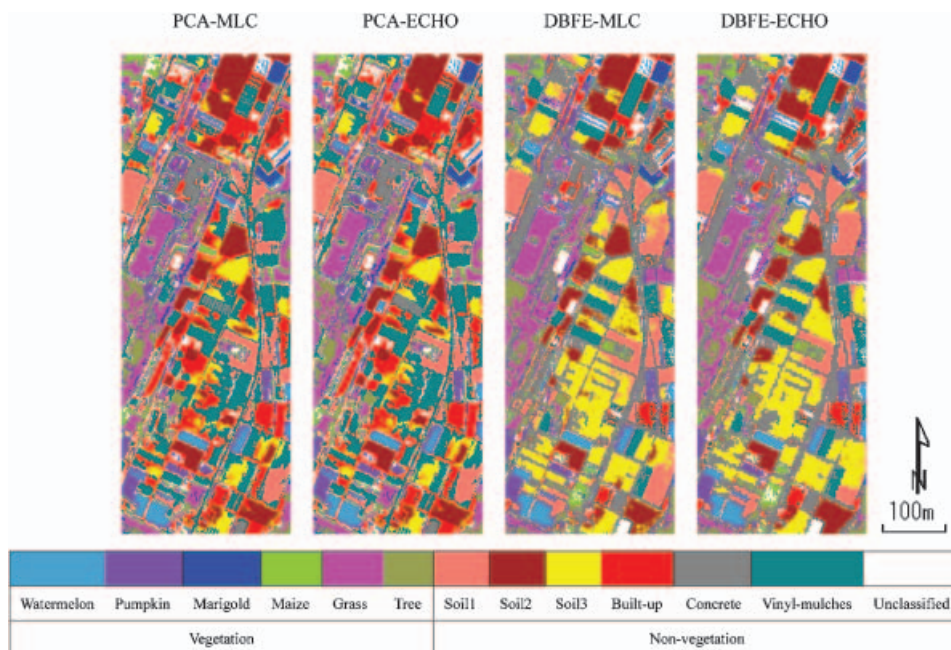 PCA-MLC PCA-ECHO DBFE-MLC DBFE-ECHO
N
100m
Watermelon Pumpkin Marigold Maize Grass Tree Soil1 Soil2 Soil3 Built-up Concrete Vinyl-mulches Unclassified
Vegetation Non-vegetation